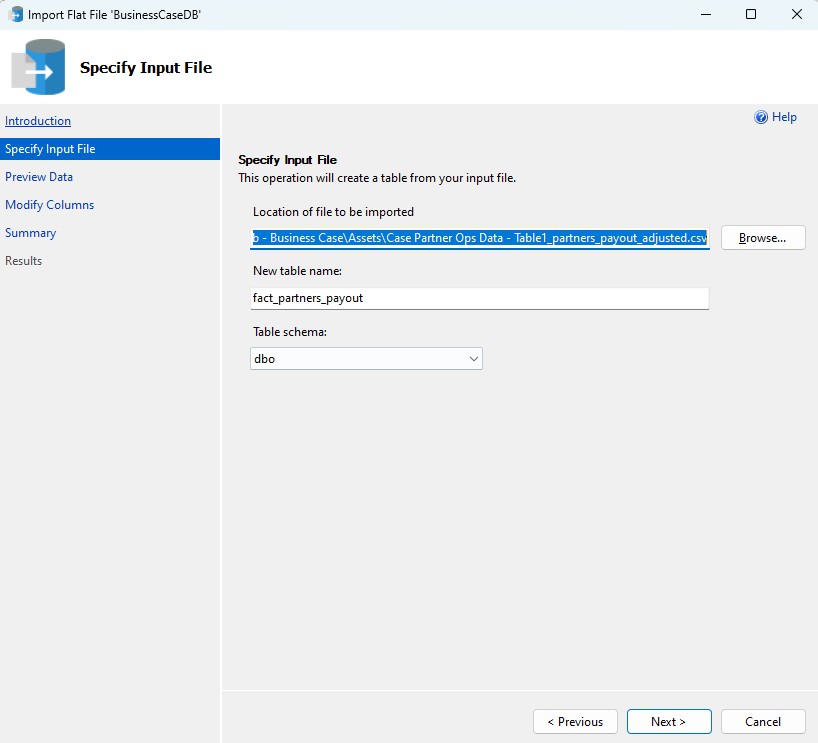 Import Flat File 'BusinessCaseDB'
Specify Input File
Introduction
Specify Input File
Preview Data
Modify Columns
Summary
Results
Help
Specify Input File
This operation will create a table from your input file.
Location of file to be imported
b - Business Case\Assets\Case Partner Ops Data - Table1_partners_payout_adjusted.csv
Browse...
New table name:
fact_partners_payout
Table schema:
dbo
< Previous
Next >
Cancel